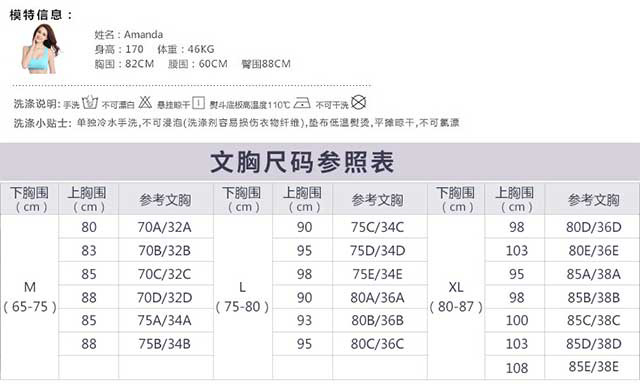 模特信息：
姓名：Amanda
身高：170 体重：46KG
胸围：82CM 腰围：60CM 臀围88CM
洗涤说明: 手洗 不可漂白 悬挂晾干 熨斗底板高温度110℃ 不可干洗
洗涤小贴士: 单独冷水手洗,不可浸泡(洗涤剂容易损伤衣物纤维),垫布低温熨烫,平摊晾干,不可氯漂
文胸尺码参照表
下胸围（cm） 上胸围（cm） 参考文胸 下胸围（cm） 上胸围（cm） 参考文胸 下胸围（cm） 上胸围（cm） 参考文胸
M（65-75） L（75-80） XL（80-87）
80 70A/32A 90 75C/34C 98 80D/36D
83 70B/32B 95 75D/34D 103 80E/36E
85 70C/32C 98 75E/34E 95 85A/38A
88 70D/32D 90 80A/36A 98 85B/38B
85 75A/34A 93 80B/36B 100 85C/38C
88 75B/34B 95 80C/36C 103 85D/38D
108 85E/38E